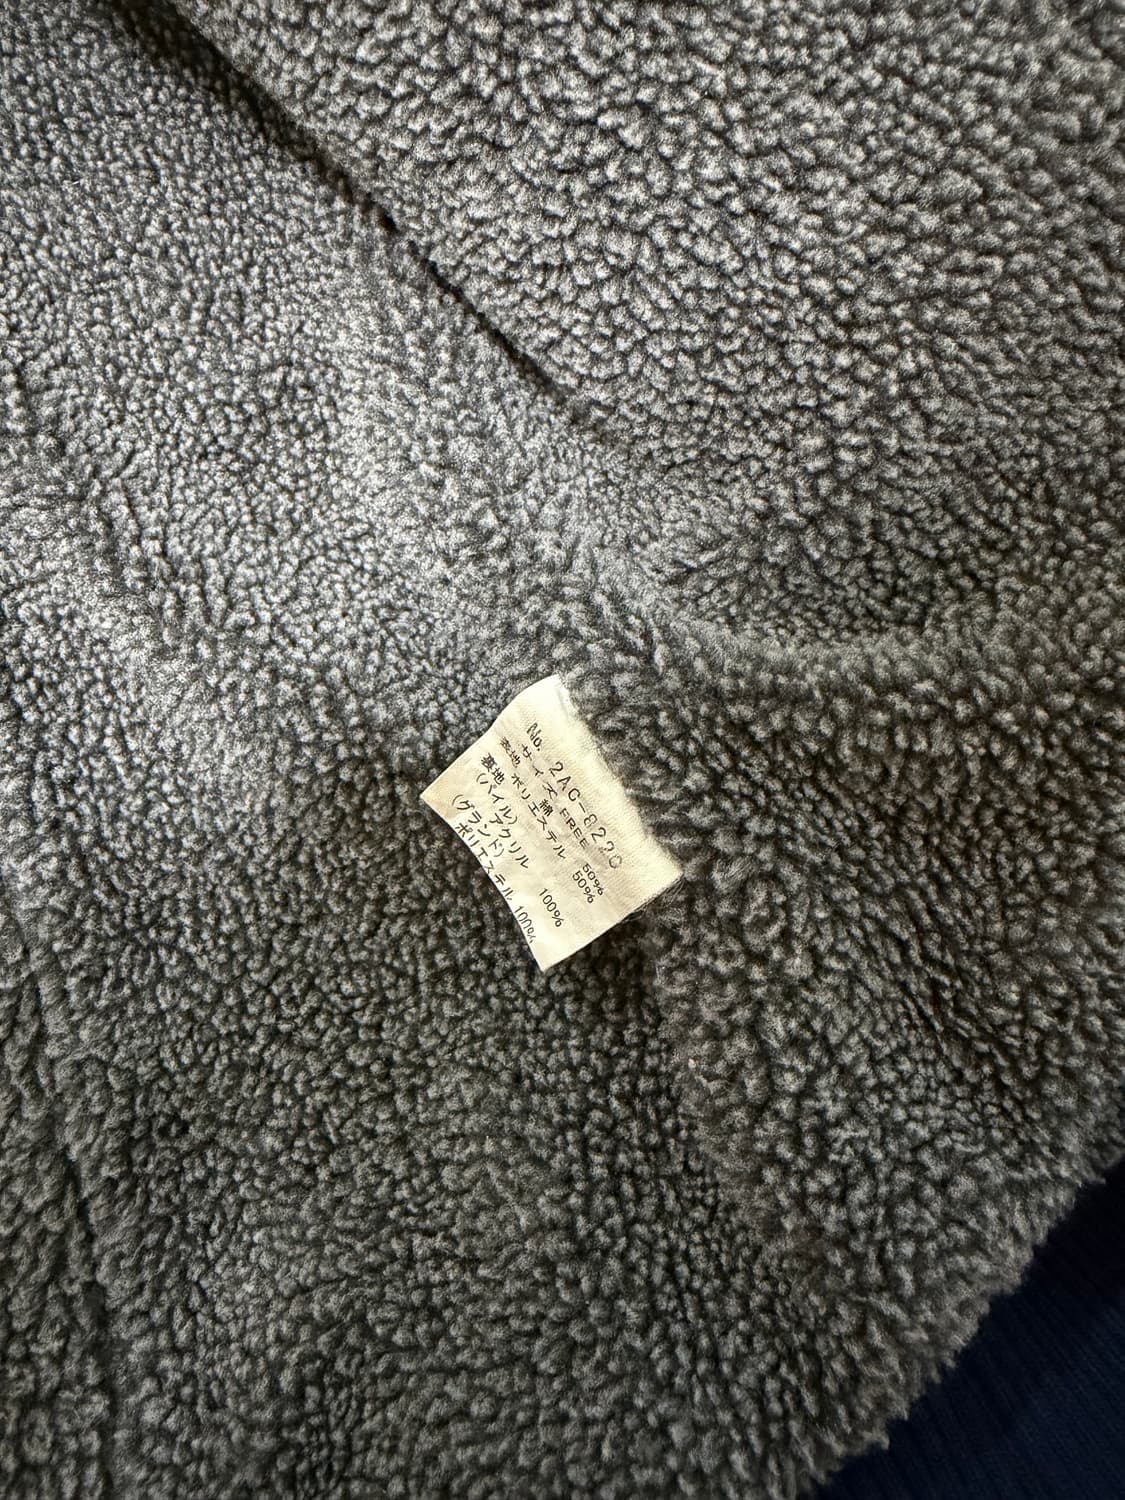 No. 2AC-8220
サイズ FREE
表地 ポリエステル 50%
綿 50%
裏地
(パイル)
アクリル 100%
(グランド)
ポリエステル 100%